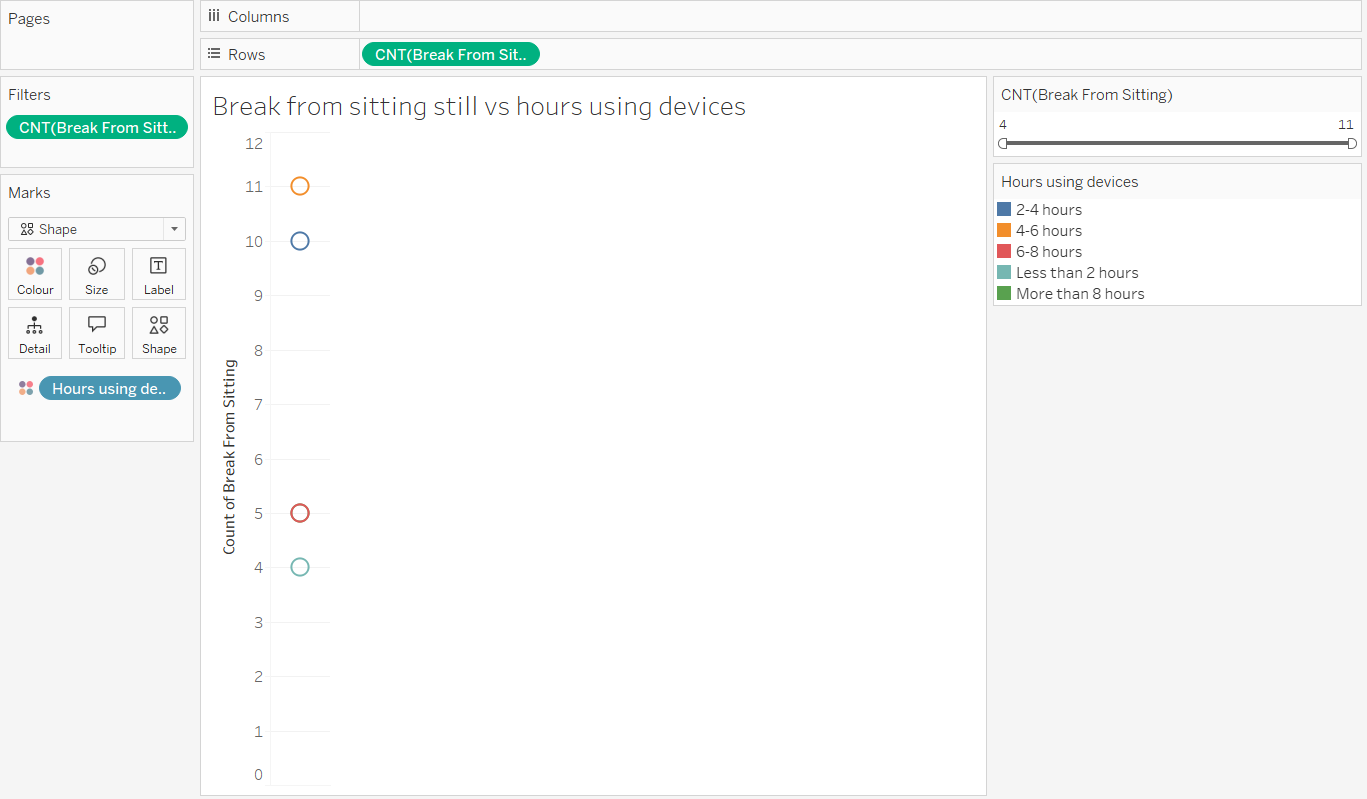 Pages
Columns
Rows
CNT(Break From Sit..
Filters
CNT(Break From Sitt..
Marks
Shape
Colour
Size
Label
Detail
Tooltip
Shape
Hours using de..
Break from sitting still vs hours using devices
Count of Break From Sitting
12
11
10
9
8
7
6
5
4
3
2
1
0
CNT(Break From Sitting)
4 11
Hours using devices
2-4 hours
4-6 hours
6-8 hours
Less than 2 hours
More than 8 hours